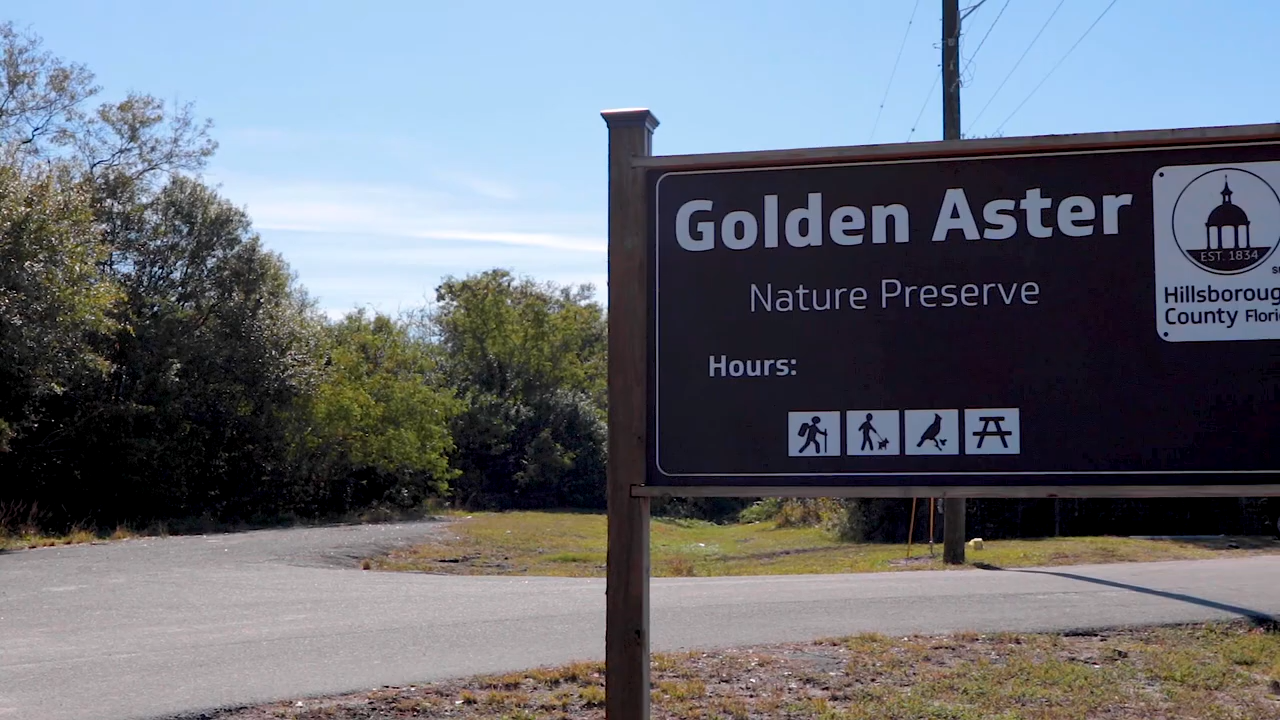 Golden Aster
Nature Preserve
Hours:
EST. 1834
Hillsboroug
County Flori